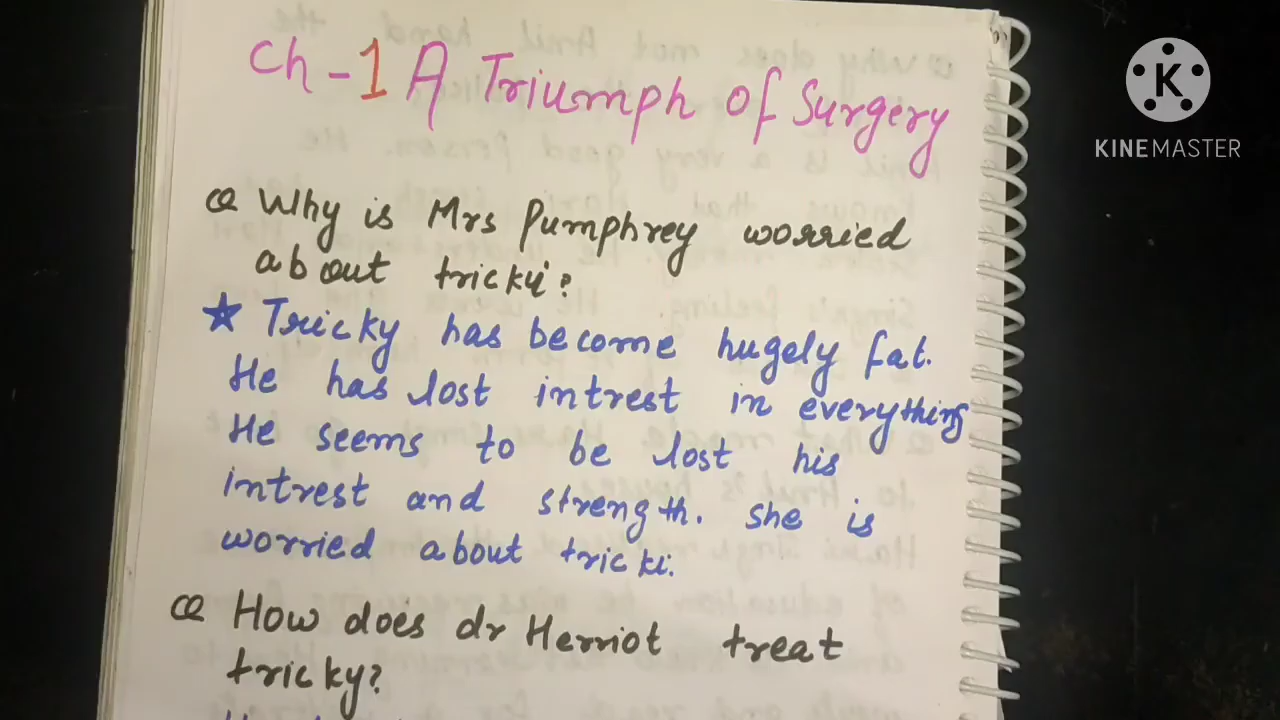 Ch-1 A Triumph of Surgery
K
KINEMASTER
Q Why is Mrs Pumphrey worried
about tricki?
☆ Tricky has become hugely fat.
He has lost intrest in everything
He seems to be lost his
intrest and strength. She is
worried about tricki.
Q How does dr Herriot treat
tricky?